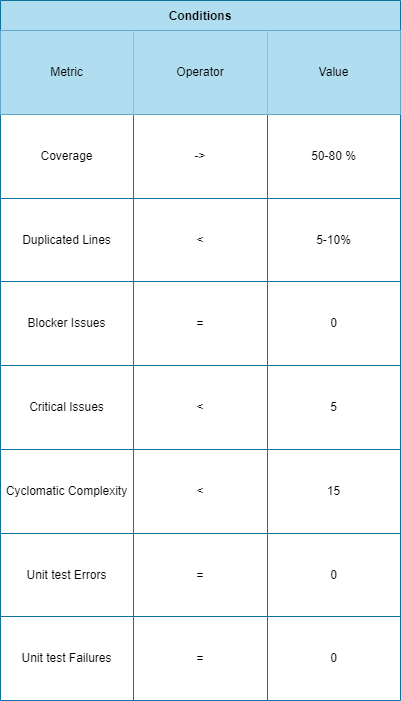 Conditions
Metric Operator Value
Coverage -> 50-80 %
Duplicated Lines < 5-10%
Blocker Issues = 0
Critical Issues < 5
Cyclomatic Complexity < 15
Unit test Errors = 0
Unit test Failures = 0